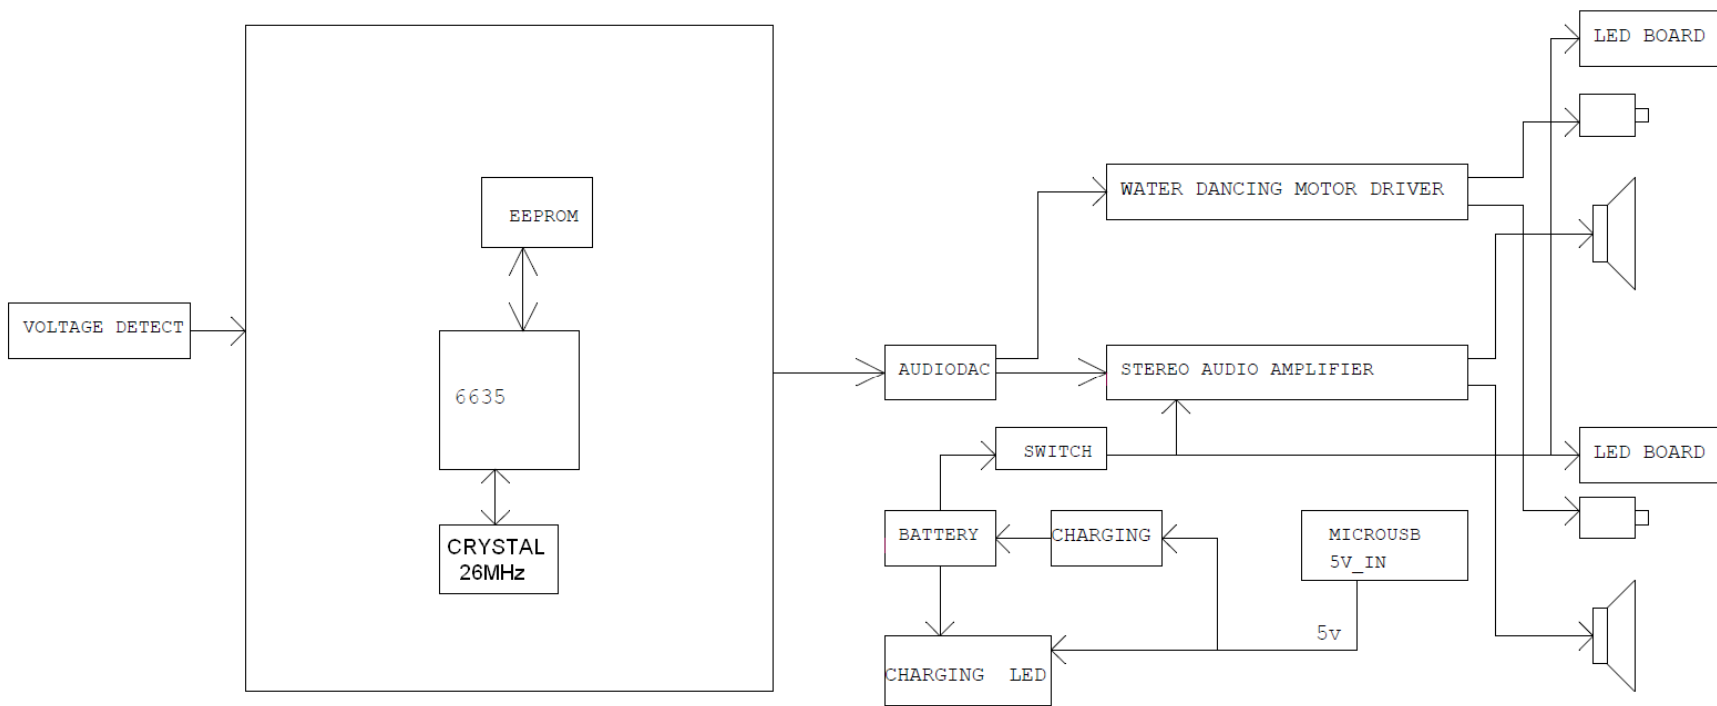 LED BOARD
WATER DANCING MOTOR DRIVER
EEPROM
VOLTAGE DETECT
6635
AUDIODAC
STEREO AUDIO AMPLIFIER
SWITCH
LED BOARD
CRYSTAL
26MHz
BATTERY
CHARGING
MICROUSB
5V_IN
5v
CHARGING LED